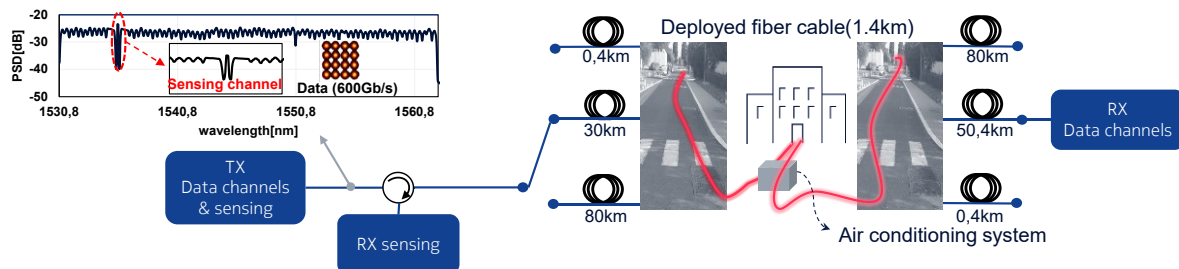 -20
-30
-40
-50
PSD[dB]
Sensing channel
Data (600Gb/s)
1530,8
1540,8
1550,8
1560,8
wavelength[nm]
TX
Data channels
& sensing
RX sensing
0,4km
30km
80km
Deployed fiber cable(1.4km)
Air conditioning system
80km
50,4km
0,4km
RX
Data channels